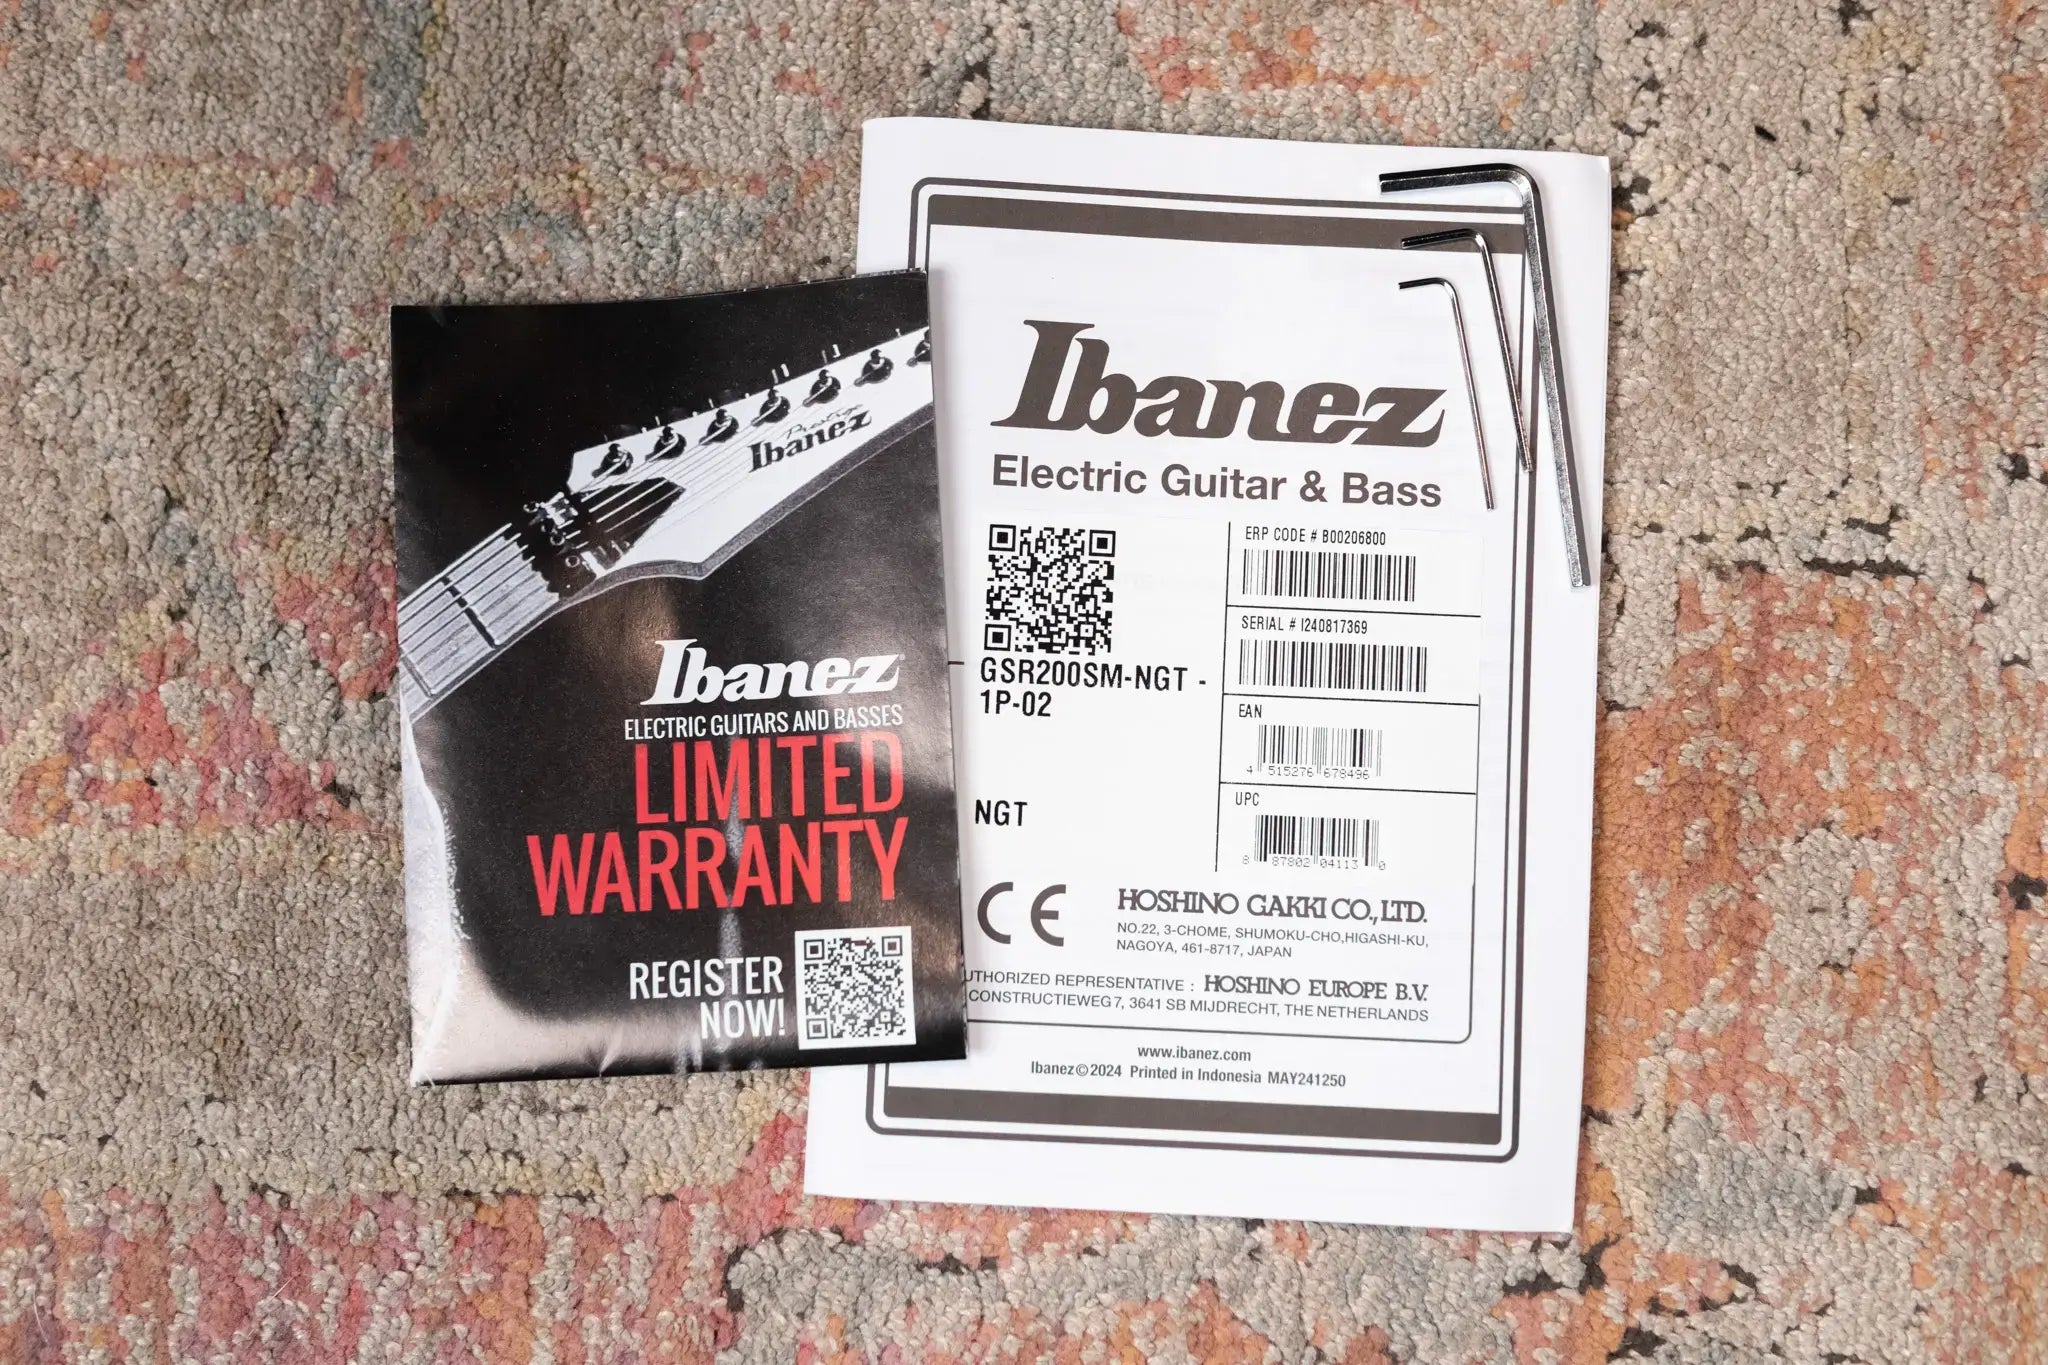 Prestige
Ibanez
Ibanez
ELECTRIC GUITARS AND BASSES
LIMITED
WARRANTY
REGISTER
NOW!
Ibanez
Electric Guitar & Bass
GSR200SM-NGT -
1P-02
NGT
ERP CODE # B00206800
SERIAL # I240817369
EAN
4 515276 678496
UPC
8 87802 04113 0
CE
HOSHINO GAKKI CO.,LTD.
NO.22, 3-CHOME, SHUMOKU-CHO,HIGASHI-KU,
NAGOYA, 461-8717, JAPAN
UTHORIZED REPRESENTATIVE : HOSHINO EUROPE B.V.
CONSTRUCTIEWEG 7, 3641 SB MIJDRECHT, THE NETHERLANDS
www.ibanez.com
Ibanez©2024 Printed in Indonesia MAY241250